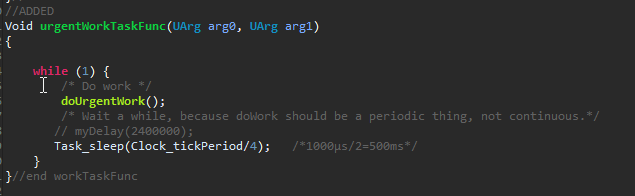 //ADDED
Void urgentWorkTaskFunc(UArg arg0, UArg arg1)
{
while (1) {
/* Do work */
doUrgentWork();
/* Wait a while, because doWork should be a periodic thing, not continuous.*/
// myDelay(2400000);
Task_sleep(Clock_tickPeriod/4);   /*1000µs/2=500ms*/
}
}//end workTaskFunc